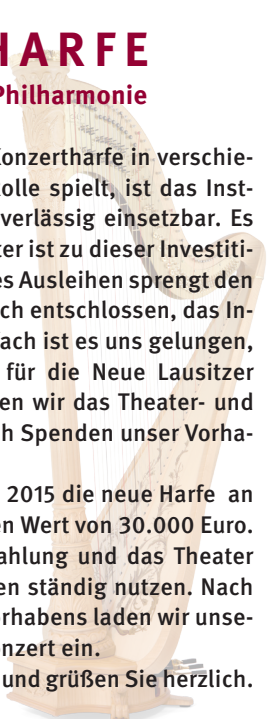 HARFE
Philharmonie
Konzertharfe in verschie-
olle spielt, ist das Inst-
verlässig einsetzbar. Es
ter ist zu dieser Investiti-
es Ausleihen sprengt den
ch entschlossen, das In-
fach ist es uns gelungen,
für die Neue Lausitzer
en wir das Theater- und
h Spenden unser Vorha-
2015 die neue Harfe an
en Wert von 30.000 Euro.
ahlung und das Theater
en ständig nutzen. Nach
orhabens laden wir unse-
onzert ein.
und grüßen Sie herzlich.